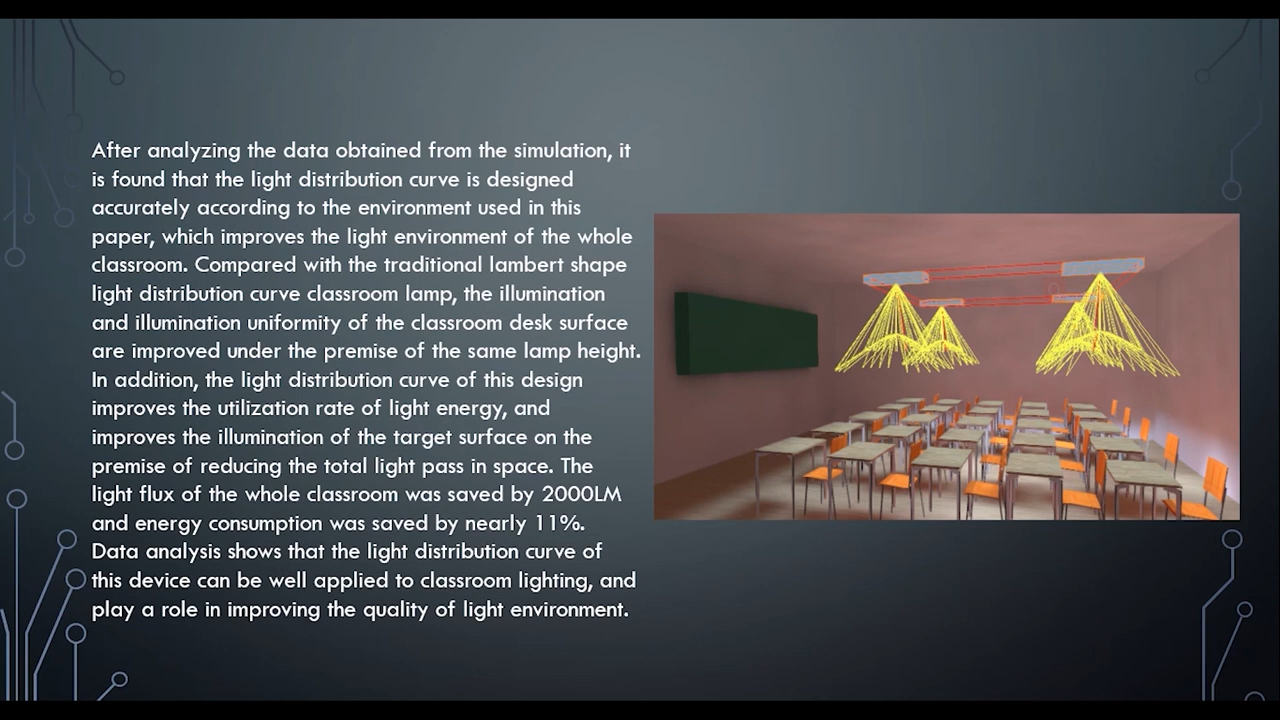 After analyzing the data obtained from the simulation, it
is found that the light distribution curve is designed
accurately according to the environment used in this
paper, which improves the light environment of the whole
classroom. Compared with the traditional lambert shape
light distribution curve classroom lamp, the illumination
and illumination uniformity of the classroom desk surface
are improved under the premise of the same lamp height.
In addition, the light distribution curve of this design
improves the utilization rate of light energy, and
improves the illumination of the target surface on the
premise of reducing the total light pass in space. The
light flux of the whole classroom was saved by 2000LM
and energy consumption was saved by nearly 11%.
Data analysis shows that the light distribution curve of
this device can be well applied to classroom lighting, and
play a role in improving the quality of light environment.